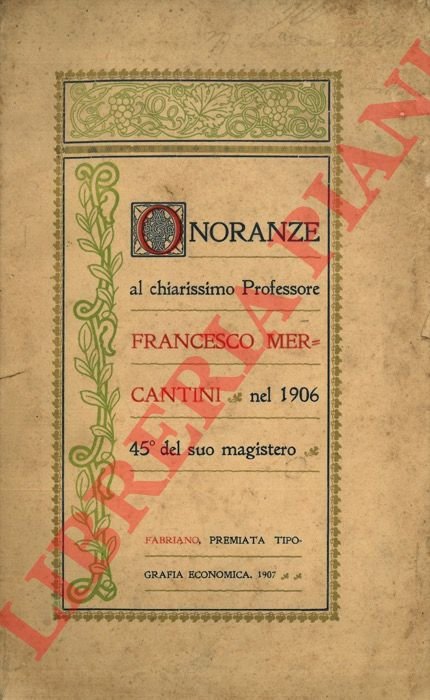 ONORANZE
al chiarissimo Professore
FRANCESCO MER=
CANTINI nel 1906
45° del suo magistero
FABRIANO, PREMIATA TIPO-
GRAFIA ECONOMICA. 1907
LIBRERIA PIANI